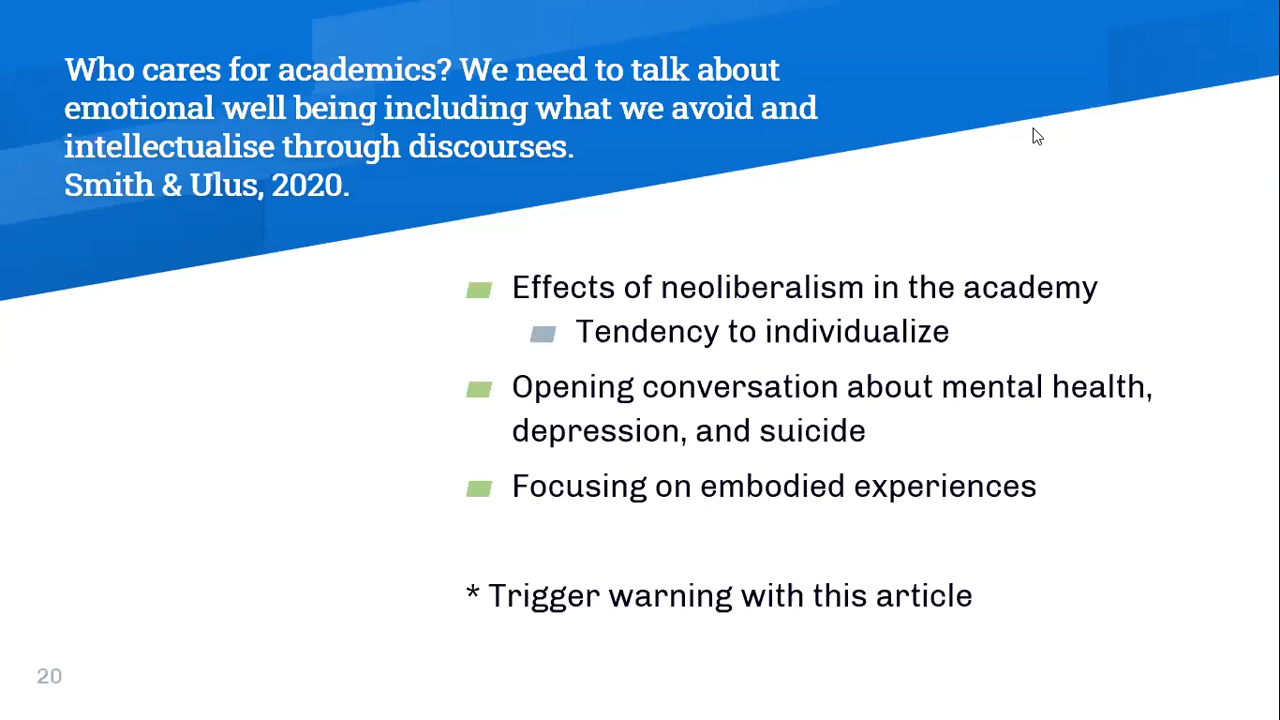 Who cares for academics? We need to talk about
emotional well being including what we avoid and
intellectualise through discourses.
Smith & Ulus, 2020.
Effects of neoliberalism in the academy
Tendency to individualize
Opening conversation about mental health,
depression, and suicide
Focusing on embodied experiences
* Trigger warning with this article
20